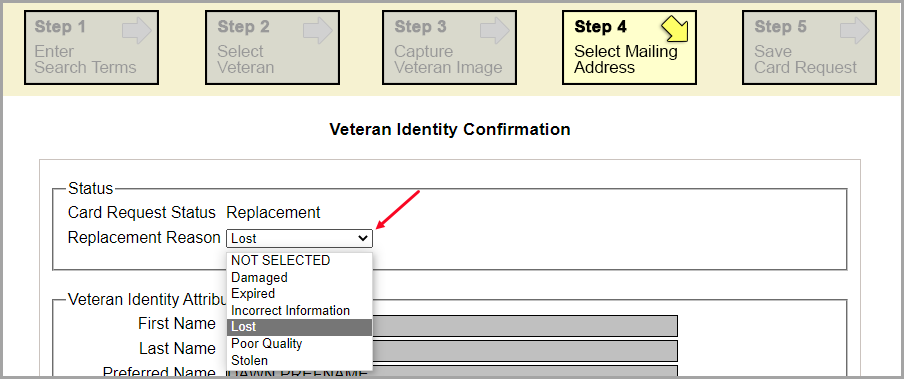 Step 1
Enter
Search Terms
Step 2
Select
Veteran
Step 3
Capture
Veteran Image
Step 4
Select Mailing
Address
Step 5
Save
Card Request
Veteran Identity Confirmation
Status
Card Request Status Replacement
Replacement Reason Lost
NOT SELECTED
Damaged
Expired
Incorrect Information
Lost
Poor Quality
Stolen
Veteran Identity
First Name
Last Name
Preferred Name